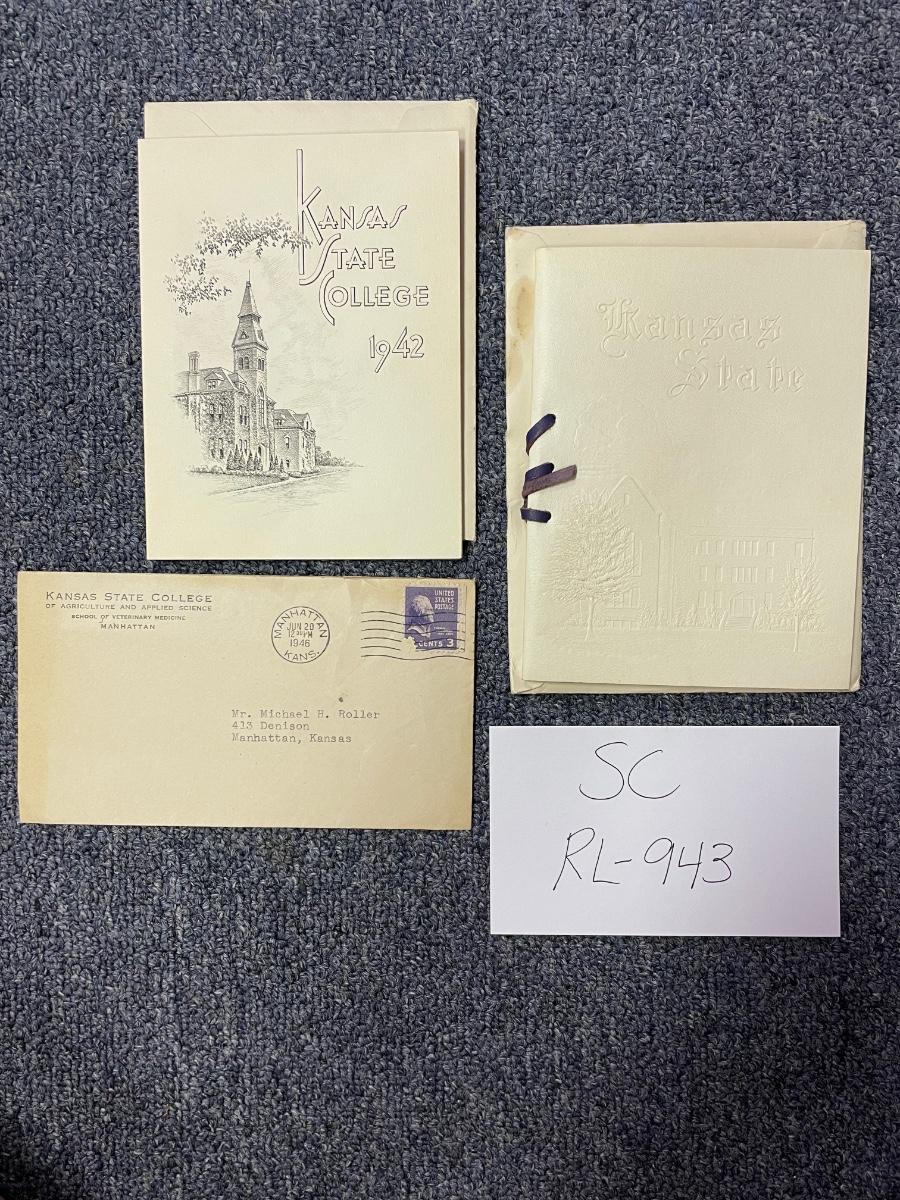 KANSAS
STATE
COLLEGE
1942
Kansas
State
KANSAS STATE COLLEGE
OF AGRICULTURE AND APPLIED SCIENCE
SCHOOL OF VETERINARY MEDICINE
MANHATTAN
MANHATTAN
JUN 20
12 PM
1946
KANS.
UNITED
STATES
POSTAGE
CENTS 3
Mr. Michael H. Roller
413 Denison
Manhattan, Kansas
SC
RL-943